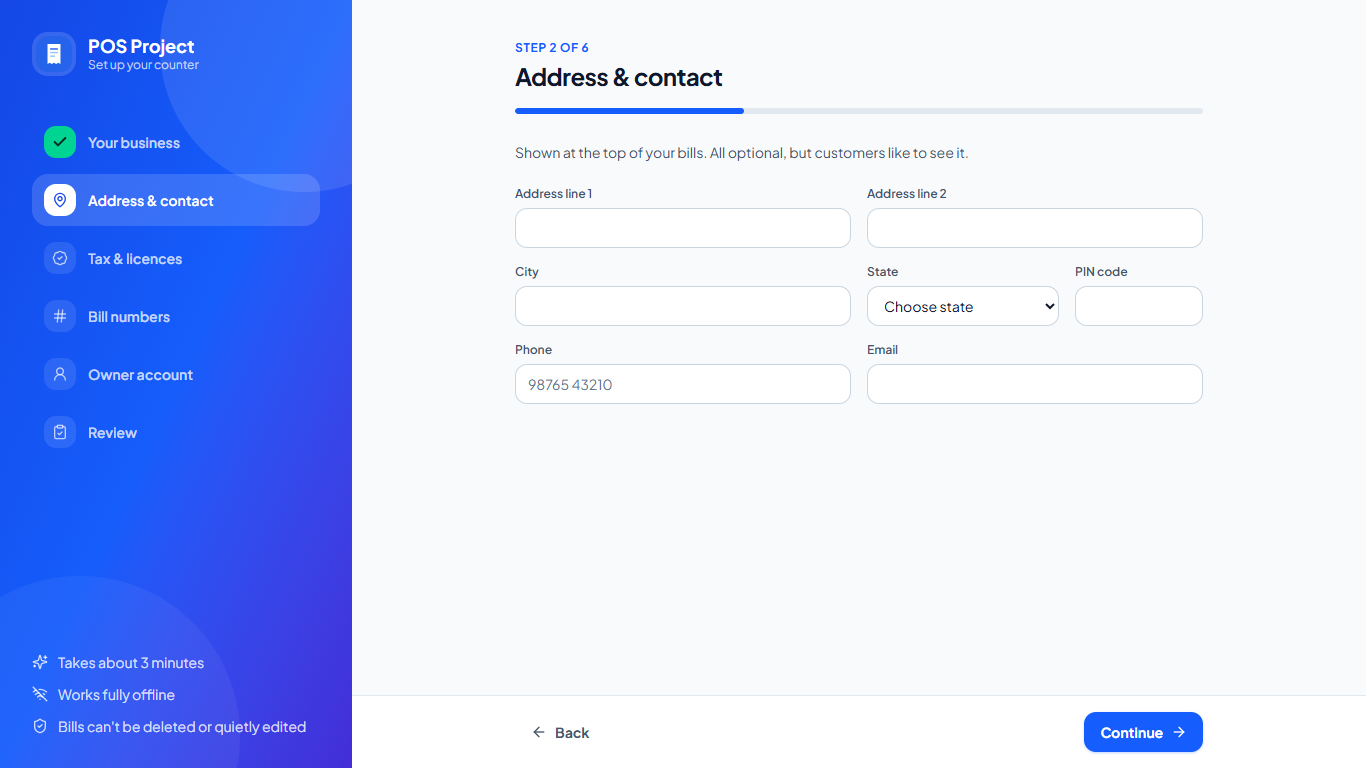 POS Project
Set up your counter
Your business
Address & contact
Tax & licences
Bill numbers
Owner account
Review
Takes about 3 minutes
Works fully offline
Bills can't be deleted or quietly edited
STEP 2 OF 6
Address & contact
Shown at the top of your bills. All optional, but customers like to see it.
Address line 1
Address line 2
City
State
PIN code
Choose state
Phone
Email
98765 43210
Back
Continue